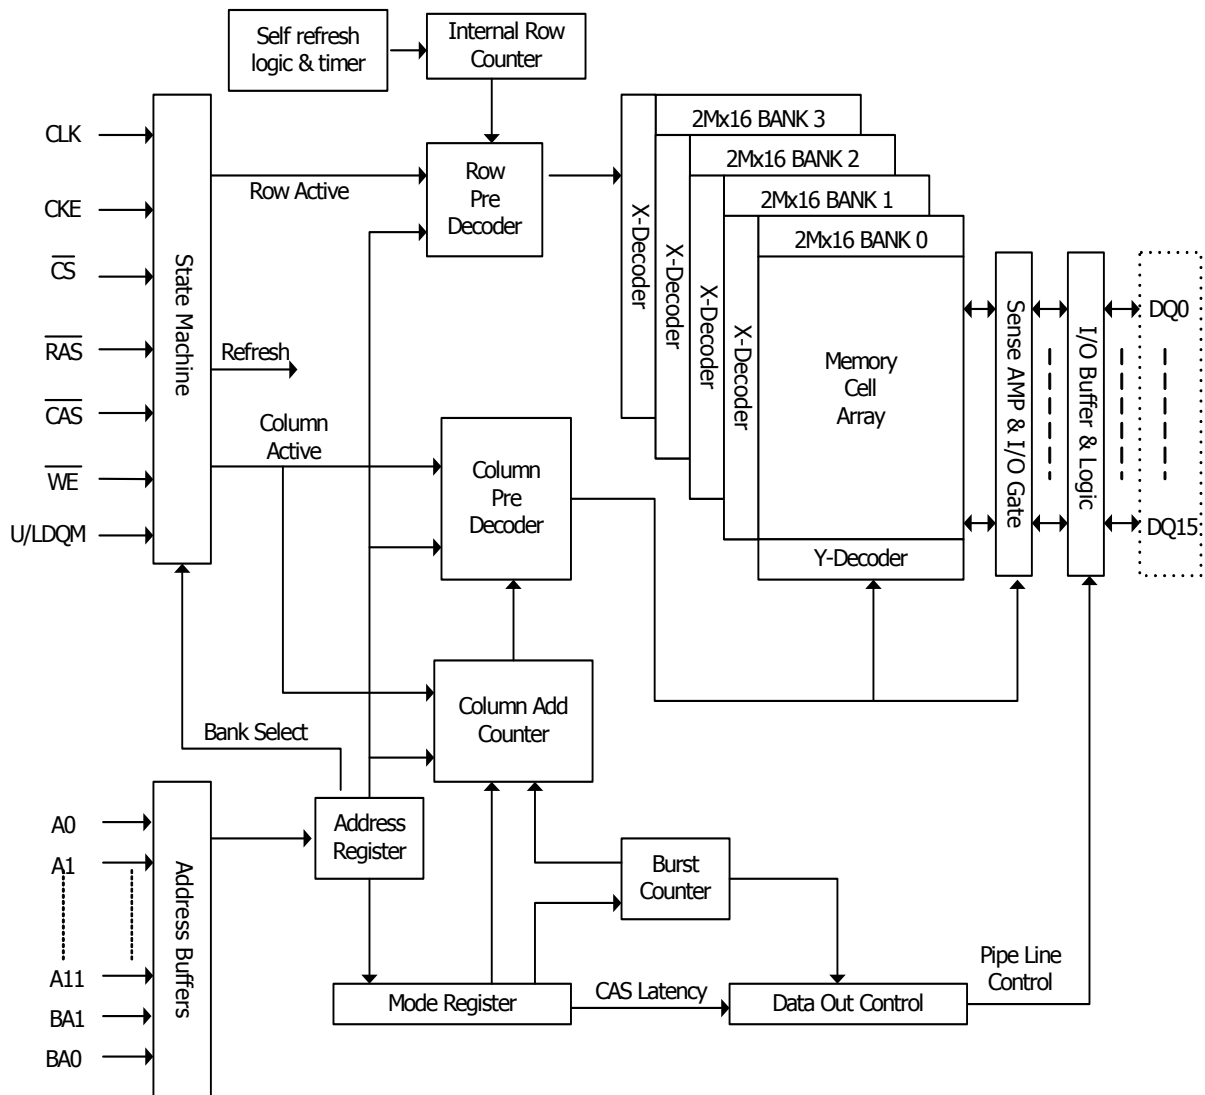 Self refresh
logic & timer
Internal Row
Counter
CLK
CKE
CS
RAS
CAS
WE
U/LDQM
State Machine
Row Active
Refresh
Column
Active
Row
Pre
Decoder
Column
Pre
Decoder
X-Decoder
X-Decoder
X-Decoder
X-Decoder
2Mx16 BANK 3
2Mx16 BANK 2
2Mx16 BANK 1
2Mx16 BANK 0
Memory
Cell
Array
Y-Decoder
Sense AMP & I/O Gate
I/O Buffer & Logic
DQ0
DQ15
Bank Select
Column Add
Counter
A0
A1
A11
BA1
BA0
Address Buffers
Address
Register
Burst
Counter
Mode Register
CAS Latency
Data Out Control
Pipe Line
Control